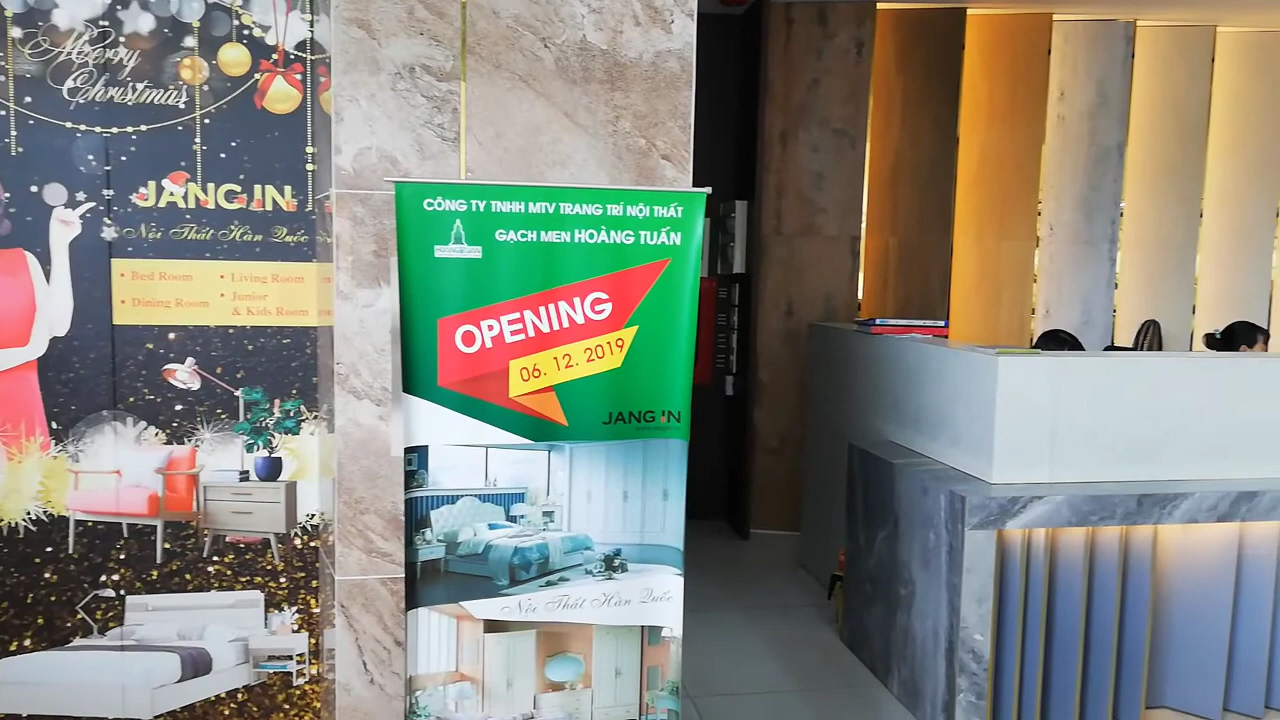 Merry
Christmas
JANG IN
Nội Thất Hàn Quốc
• Bed Room
• Living Room
• Dining Room
• Junior
& Kids Room
CÔNG TY TNHH MTV TRANG TRÍ NỘI THẤT
GẠCH MEN HOÀNG TUẤN
HOANG TUAN
OPENING
06. 12. 2019
JANG IN
Nội Thất Hàn Quốc